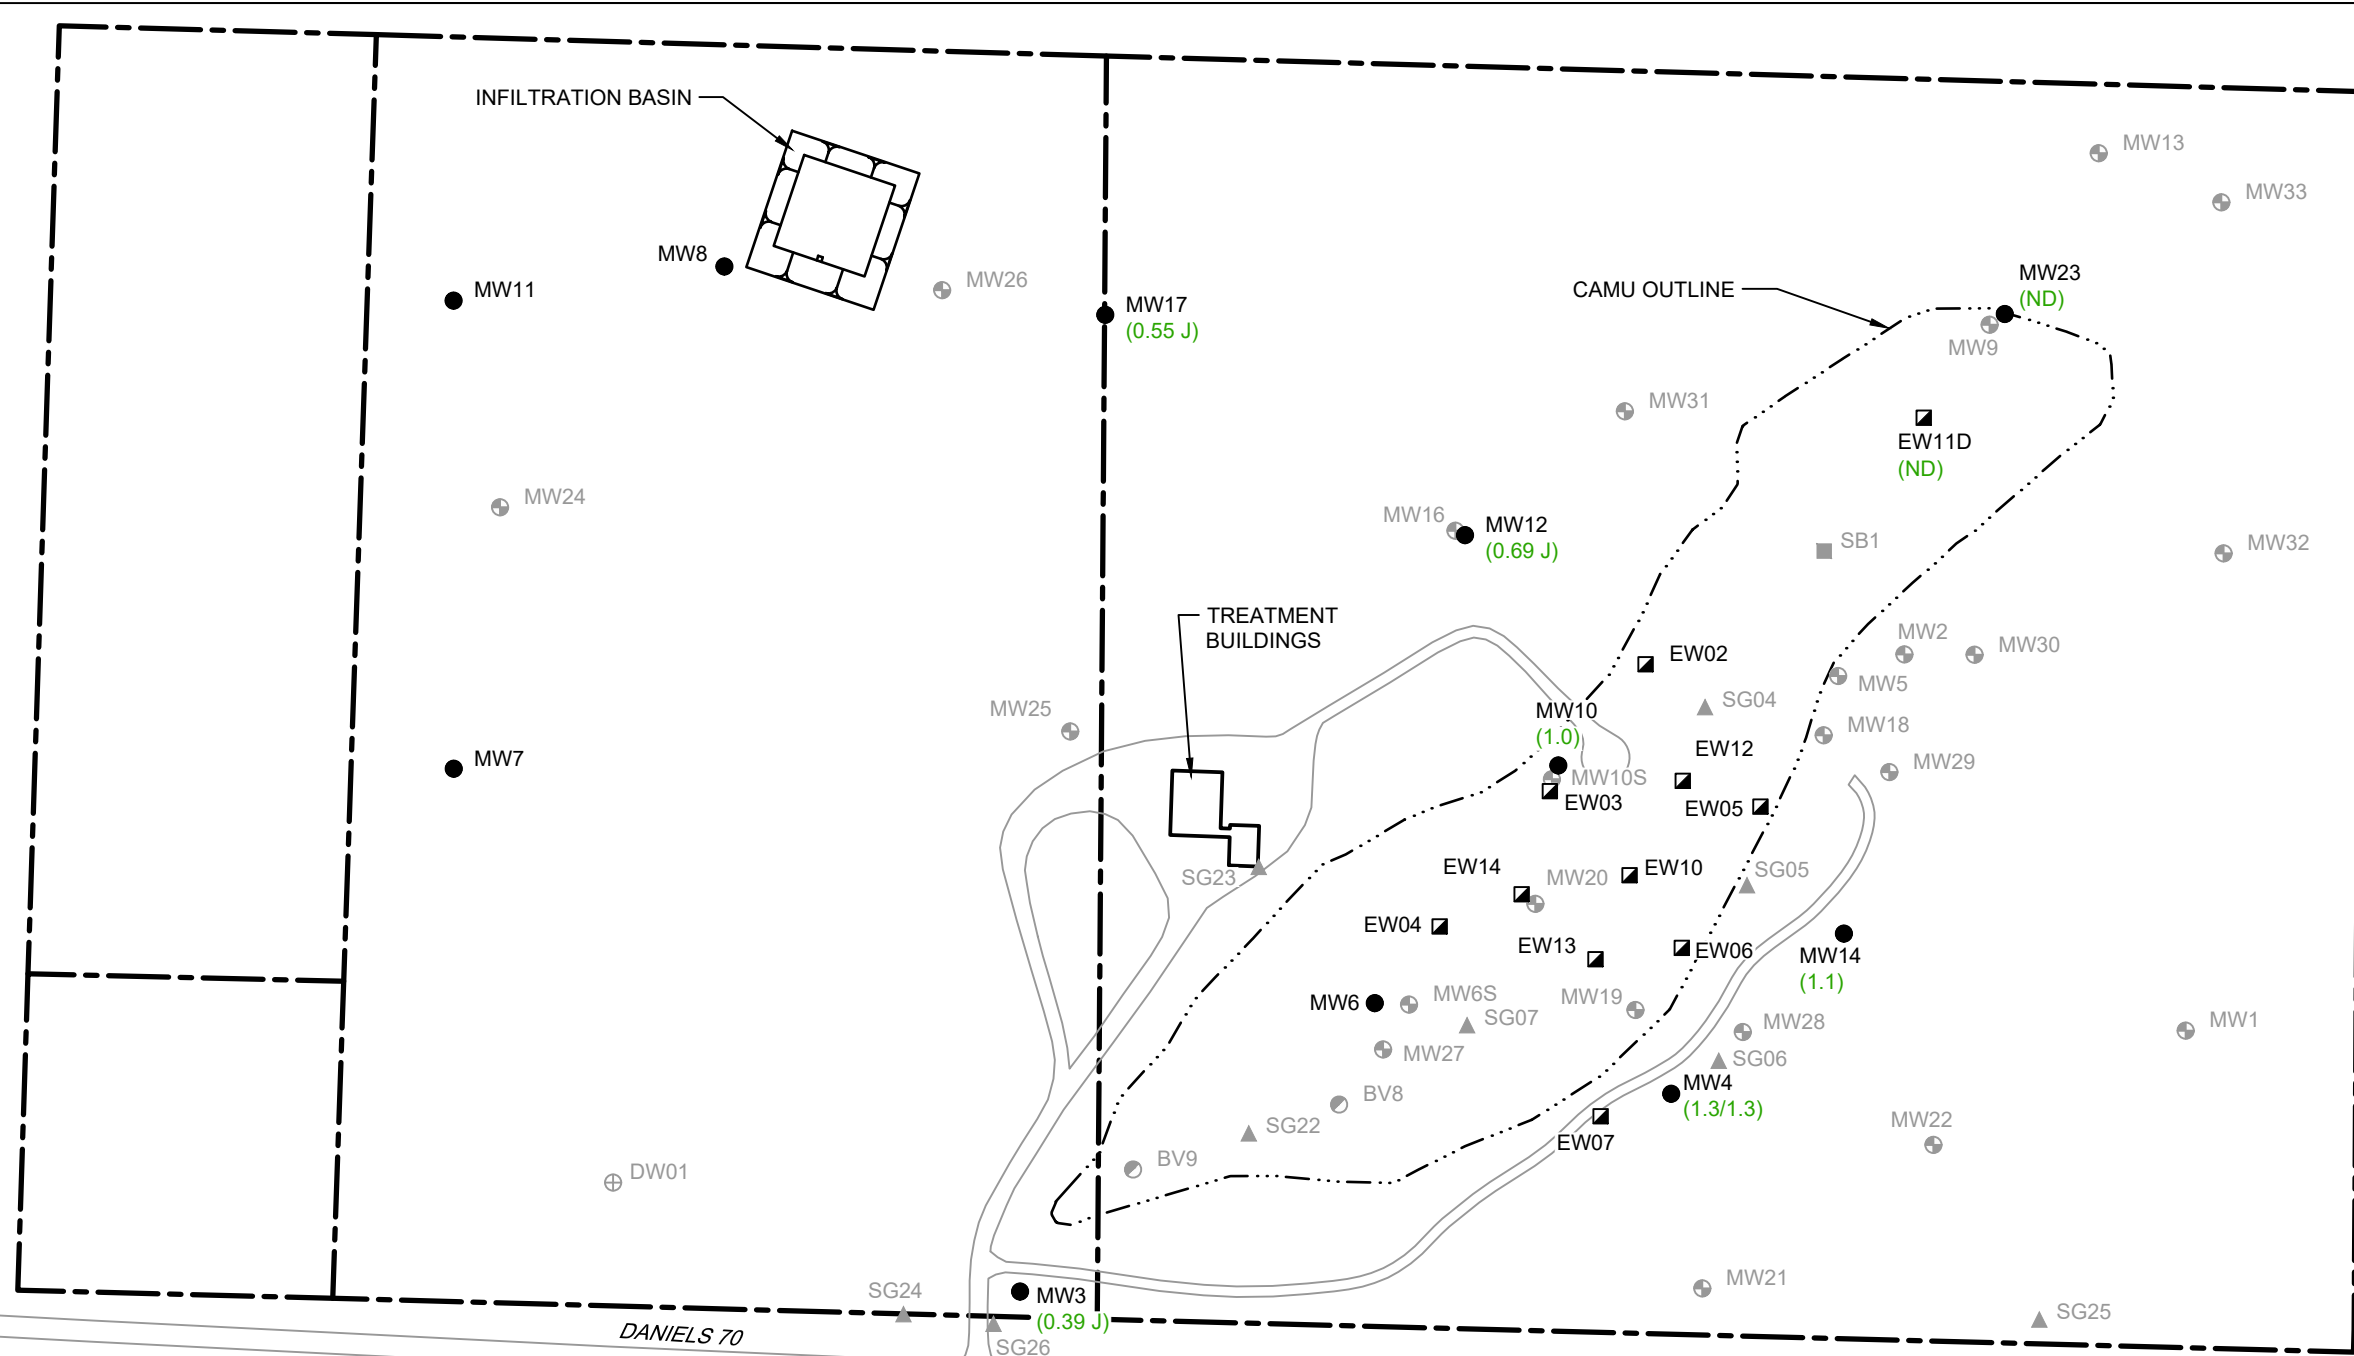 INFILTRATION BASIN
MW13
MW33
MW8
MW11
MW26
MW17
(0.55 J)
CAMU OUTLINE
MW23
(ND)
MW9
MW31
EW11D
(ND)
MW24
MW16
MW12
(0.69 J)
SB1
MW32
TREATMENT
BUILDINGS
EW02
MW2
MW30
MW5
SG04
MW25
MW10
(1.0)
MW18
EW12
MW29
MW7
MW10S
EW03
EW05
SG23
EW14
MW20
EW10
SG05
EW04
EW13
EW06
MW14
(1.1)
MW6
MW6S
MW19
SG07
MW28
MW1
MW27
SG06
MW4
(1.3/1.3)
BV8
SG22
EW07
MW22
BV9
DW01
MW21
SG24
MW3
(0.39 J)
SG25
DANIELS 70
SG26